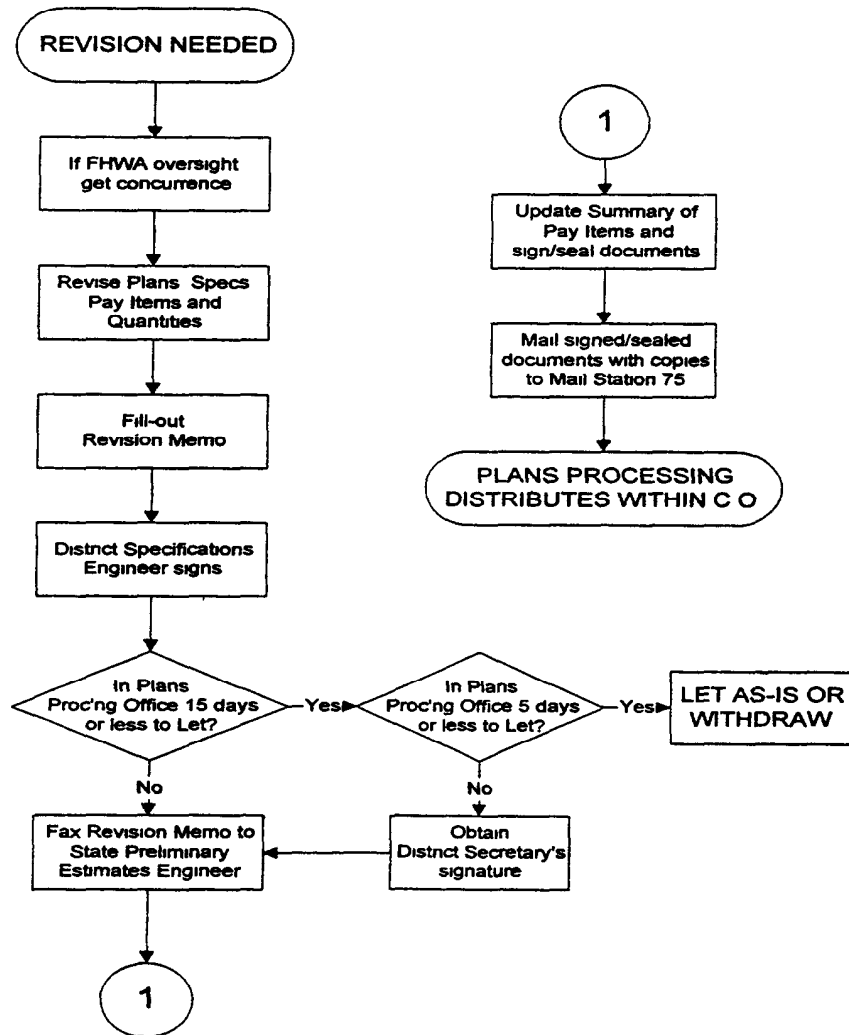 REVISION NEEDED
If FHWA oversight
get concurrence
Revise Plans Specs
Pay Items and
Quantities
Fill-out
Revision Memo
District Specifications
Engineer signs
In Plans
Proc'ng Office 15 days
or less to Let?
Yes
In Plans
Proc'ng Office 5 days
or less to Let?
Yes
LET AS-IS OR
WITHDRAW
No
No
Fax Revision Memo to
State Preliminary
Estimates Engineer
Obtain
District Secretary's
signature
1
1
Update Summary of
Pay Items and
sign/seal documents
Mail signed/sealed
documents with copies
to Mail Station 75
PLANS PROCESSING
DISTRIBUTES WITHIN C O